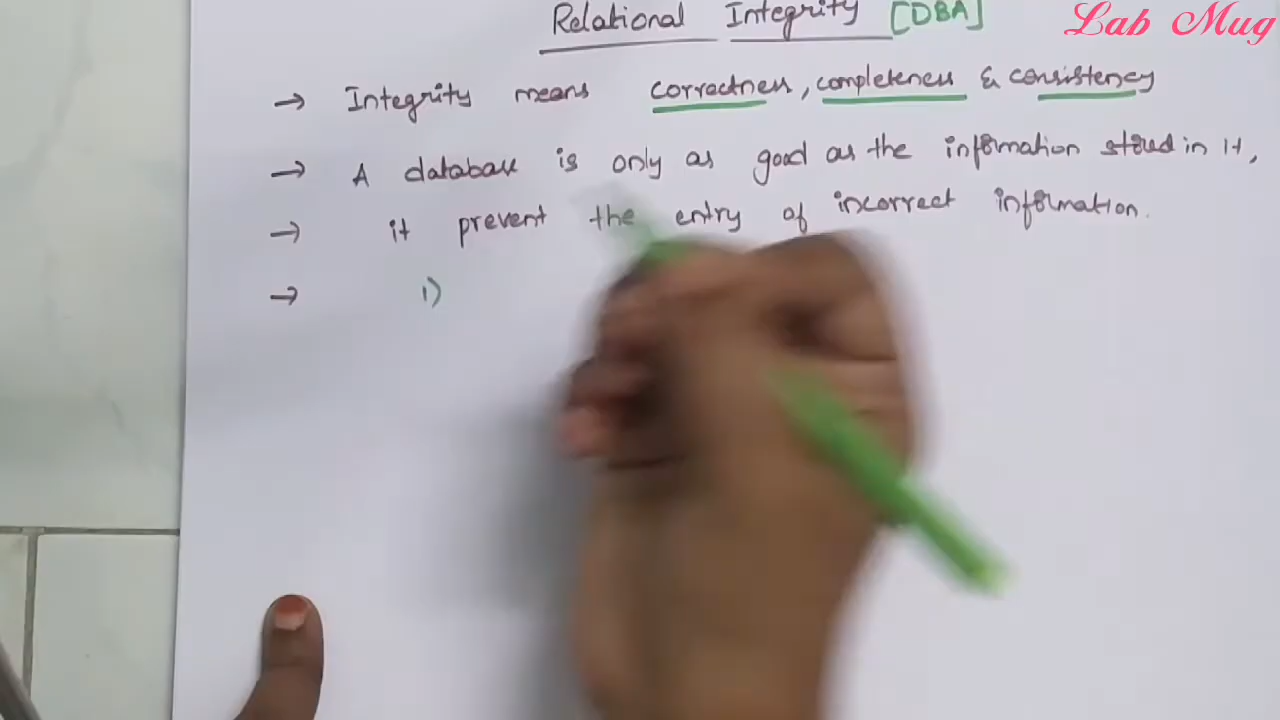 Relational Integrity [DBA]
Lab Mug
→ Integrity means correctness, completeness & consistency
→ A database is only as good as the information stored in it,
→ it prevent the entry of incorrect information.
→ 1)